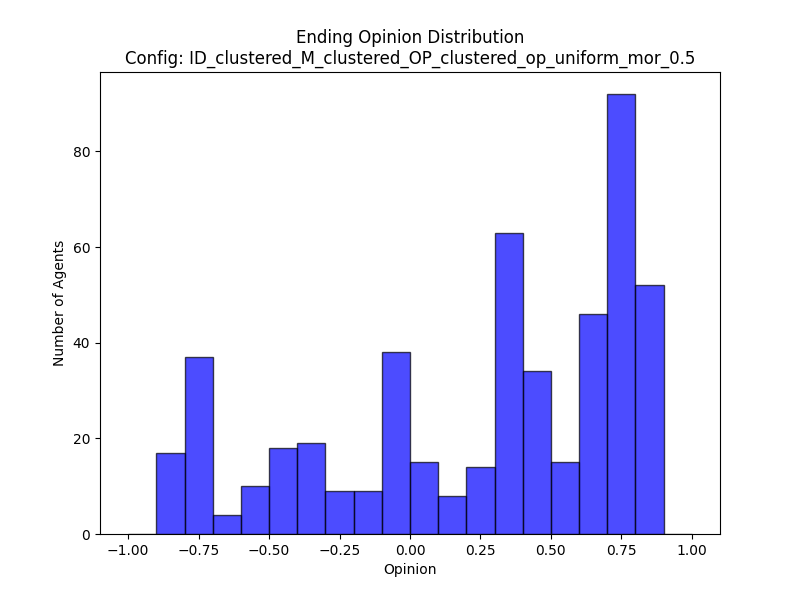 Ending Opinion Distribution
Config: ID_clustered_M_clustered_OP_clustered_op_uniform_mor_0.5
Number of Agents
80
60
40
20
0
−1.00 −0.75 −0.50 −0.25 0.00 0.25 0.50 0.75 1.00
Opinion